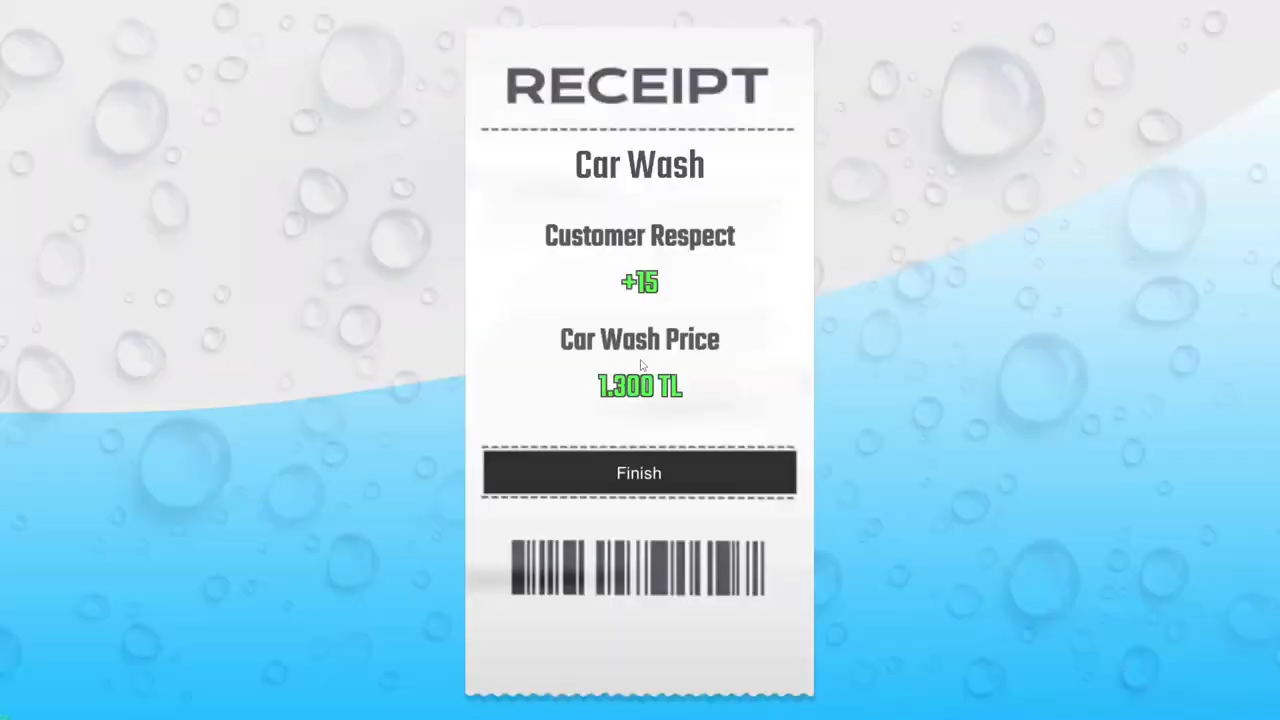 RECEIPT
Car Wash
Customer Respect
+15
Car Wash Price
1.300 TL
Finish